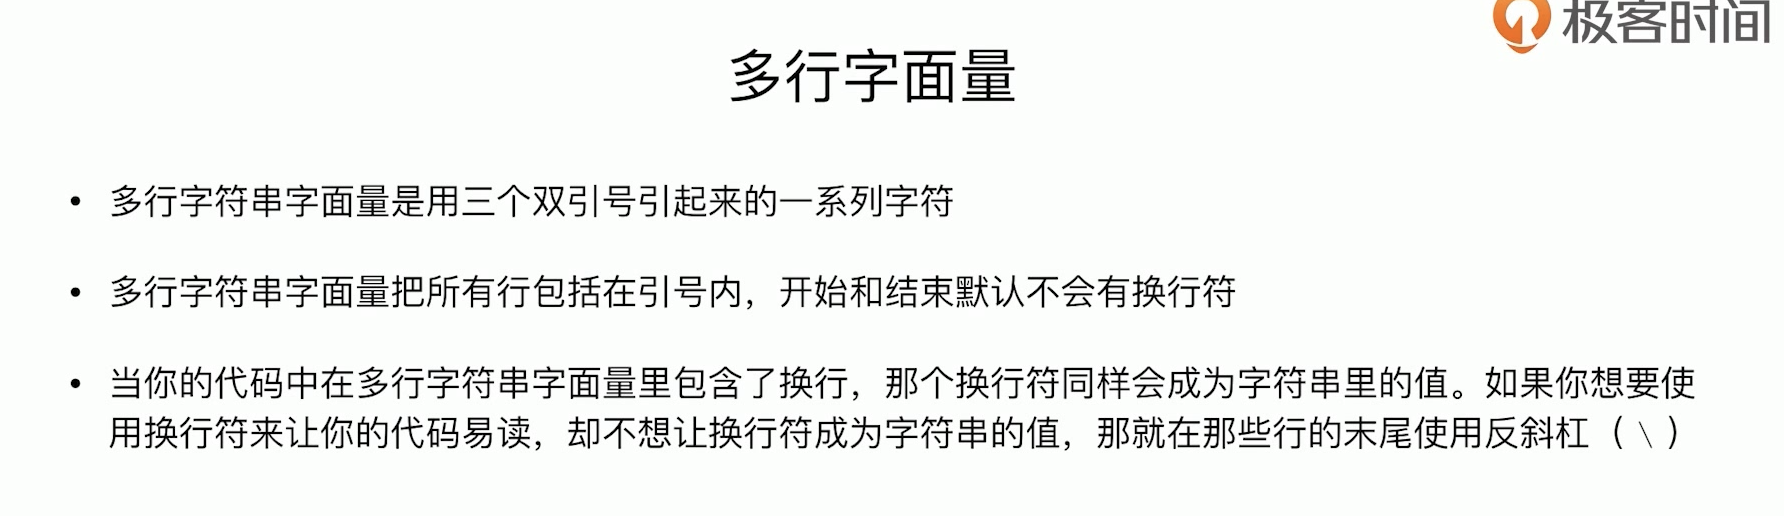 极客时间
多行字面量
• 多行字符串字面量是用三个双引号引起来的一系列字符
• 多行字符串字面量把所有行包括在引号内，开始和结束默认不会有换行符
• 当你的代码中在多行字符串字面量里包含了换行，那个换行符同样会成为字符串里的值。如果你想要使
用换行符来让你的代码易读，却不想让换行符成为字符串的值，那就在那些行的末尾使用反斜杠（ \ ）